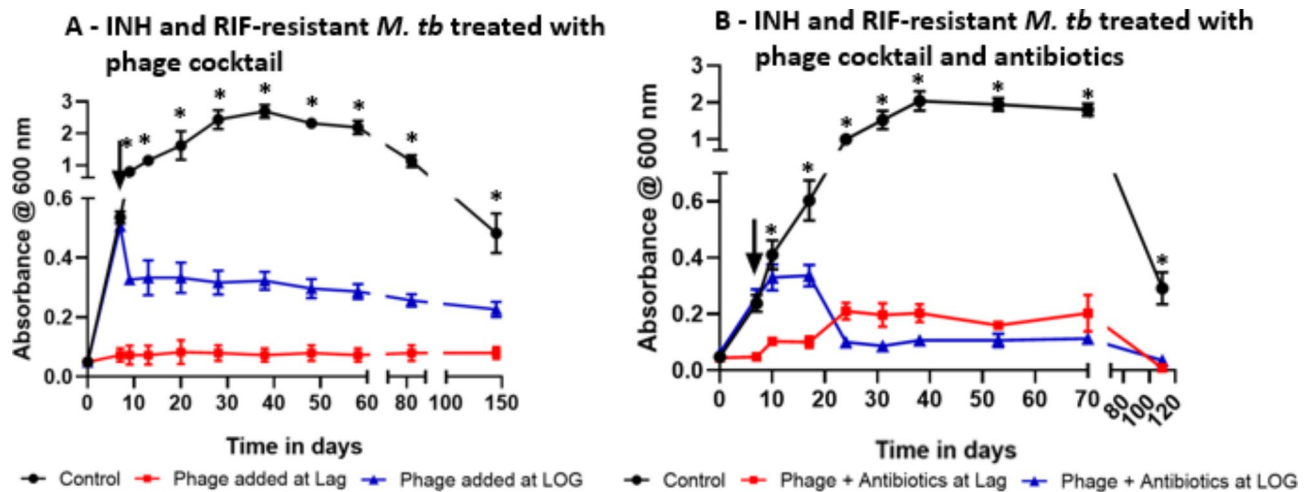 A - INH and RIF-resistant M. tb treated with
phage cocktail
Absorbance @ 600 nm
3
2
1
0.6
0.4
0.2
0.0
* * * * * * * * *
0 10 20 30 40 50 60 80 100 150
Time in days
Control Phage added at Lag Phage added at LOG
B - INH and RIF-resistant M. tb treated with
phage cocktail and antibiotics
Absorbance @ 600 nm
3
2
1
0.6
0.4
0.2
0.0
* * * * * * * *
0 10 20 30 40 50 60 70 80 100 120
Time in days
Control Phage + Antibiotics at Lag Phage + Antibiotics at LOG